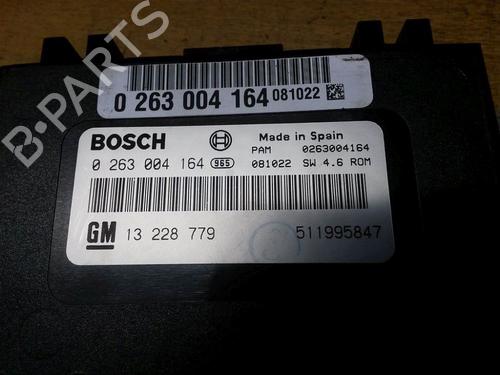 B-PARTS
0 263 004 164 081022
BOSCH
Made in Spain
0 263 004 164 965
PAM 0263004164
081022 SW 4.6 ROM
GM 13 228 779
511995847